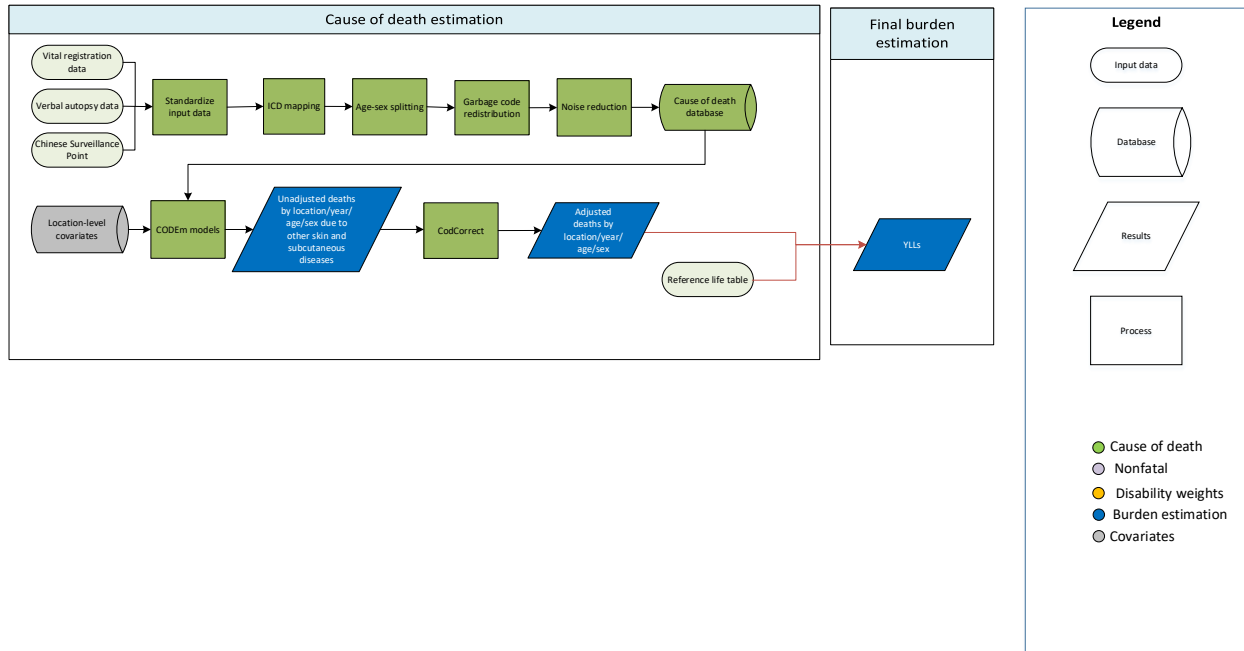 Cause of death estimation
Final burden
estimation
Legend
Vital registration
data
Verbal autopsy data
Chinese Surveillance
Point
Standardize
input data
ICD mapping
Age-sex splitting
Garbage code
redistribution
Noise reduction
Cause of death
database
Location-level
covariates
CODEm models
Unadjusted deaths
by location/year/
age/sex due to
other skin and
subcutaneous
diseases
CodCorrect
Adjusted
deaths by
location/year/
age/sex
Reference life table
YLLs
Input data
Database
Results
Process
Cause of death
Nonfatal
Disability weights
Burden estimation
Covariates